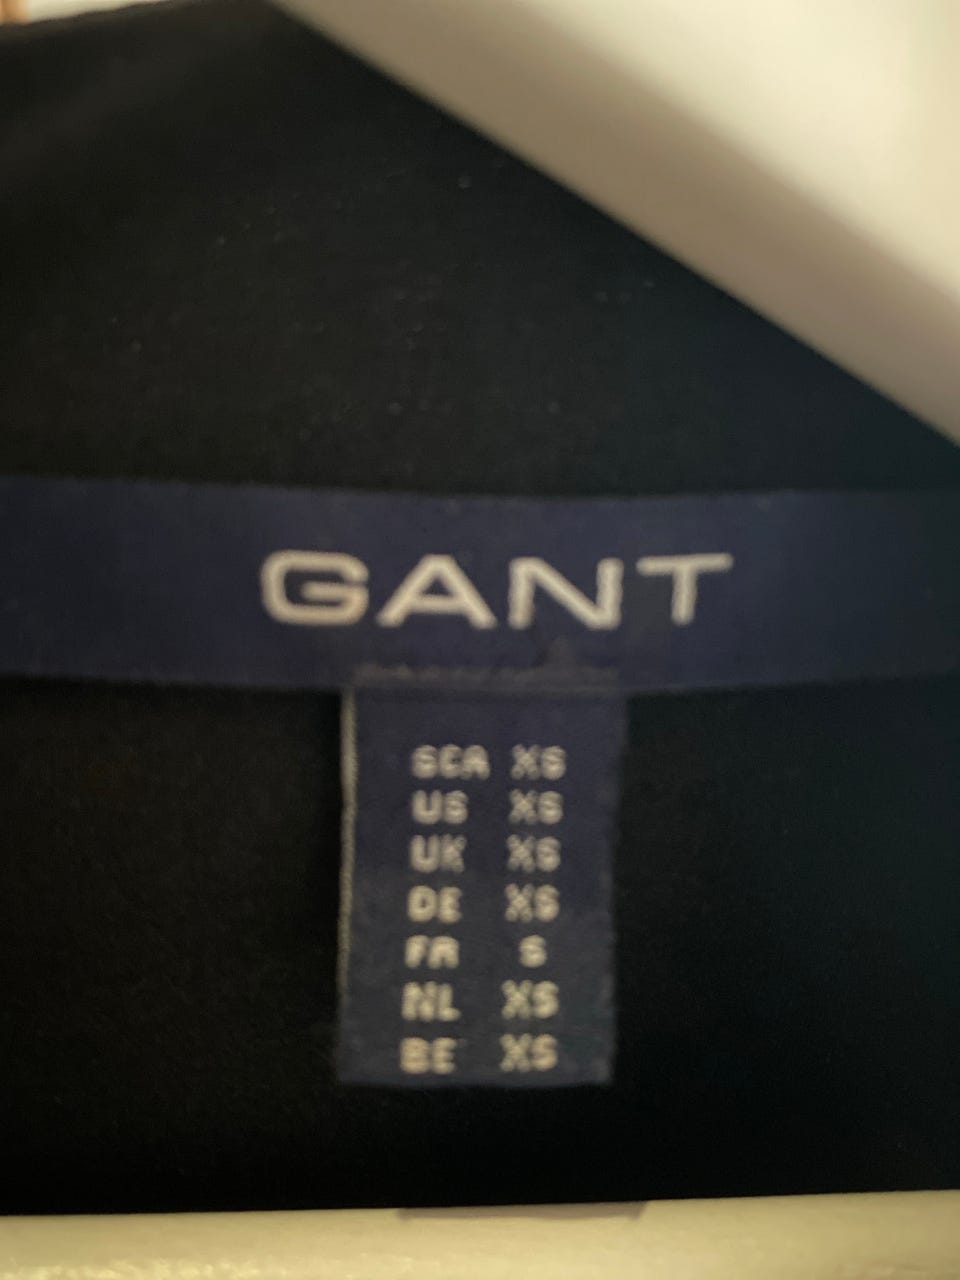 GANT
SCA XS
US XS
UK XS
DE XS
FR S
NL XS
BE XS